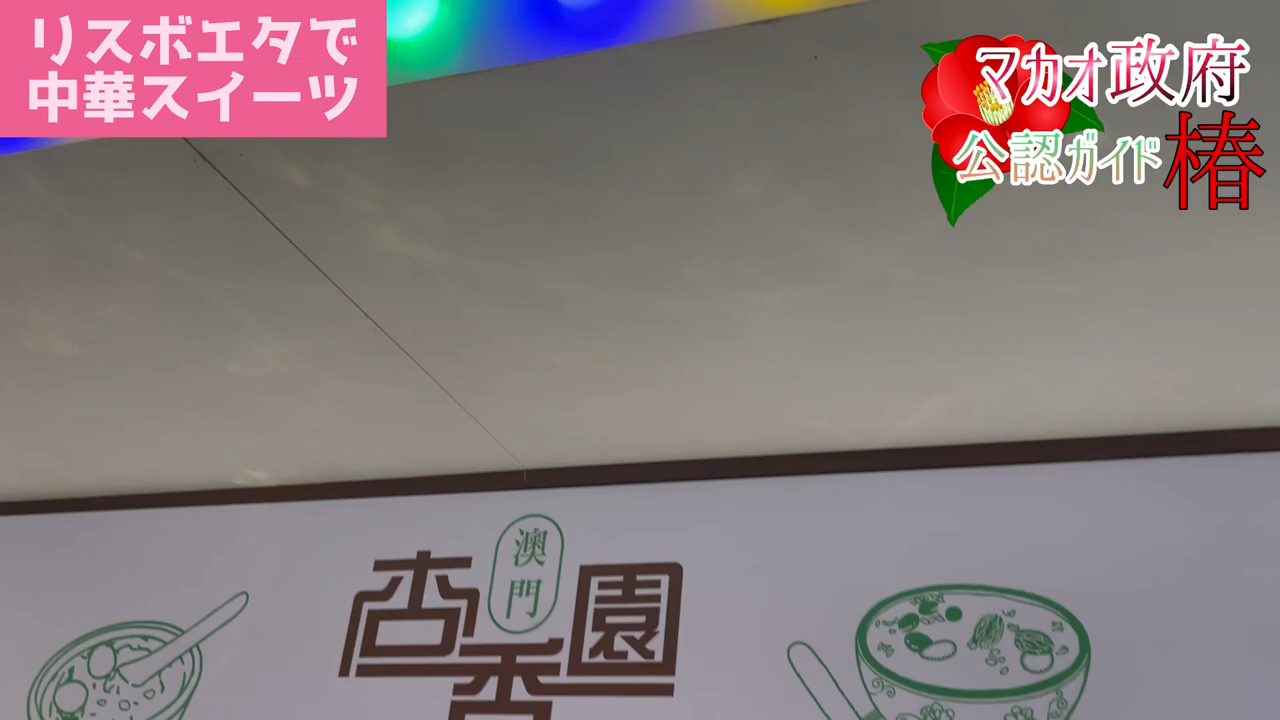 リスボエタで
中華スイーツ
マカオ政府
公認ガイド椿
澳門
杏香園